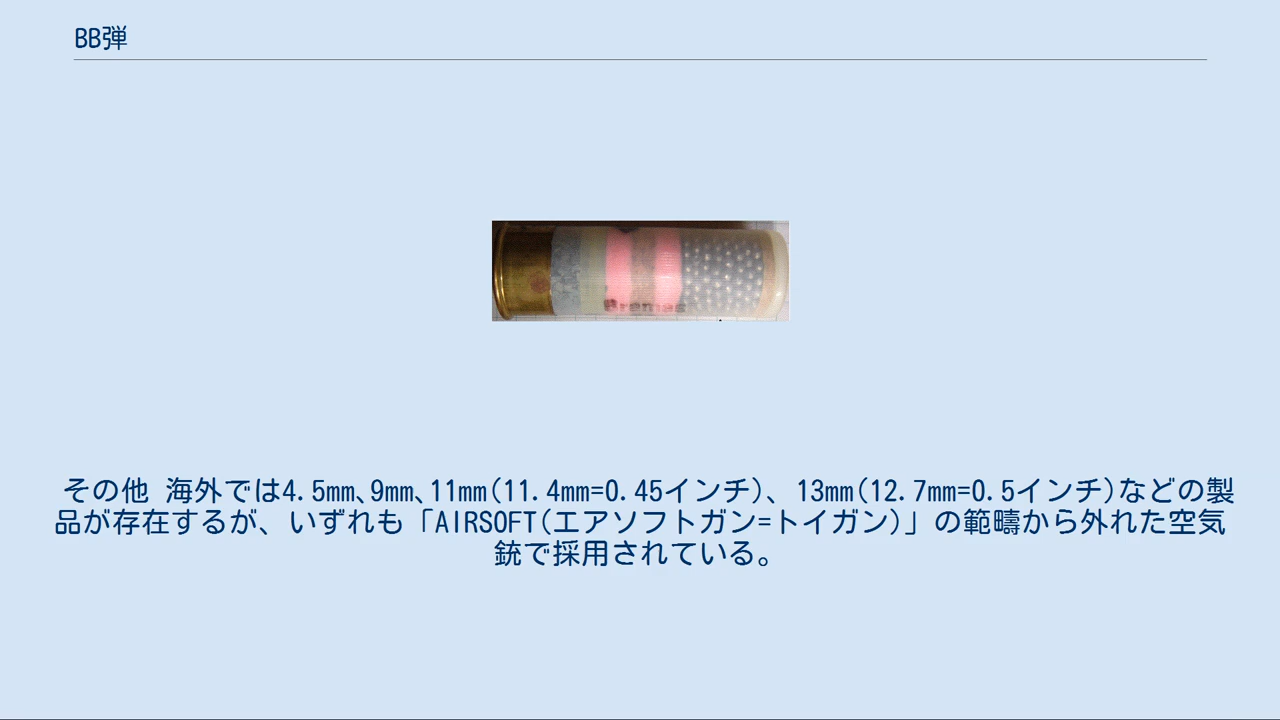 BB弾
その他 海外では4.5mm､9mm､11mm(11.4mm=0.45インチ)、13mm(12.7mm=0.5インチ)などの製
品が存在するが、いずれも「AIRSOFT(エアソフトガン=トイガン)」の範疇から外れた空気
銃で採用されている。